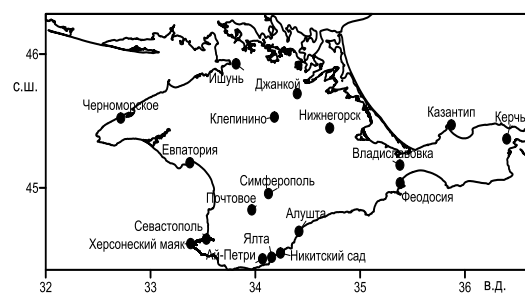 46
Ишунь
с.ш.
Джанкой
Черноморское
Клепинино
Нижнегорск
Казантип
Керчь
Евпатория
Владиславовка
45
Симферополь
Почтовое
Феодосия
Алушта
Севастополь
Херсонеский маяк
Ялта
Ай-Петри
Никитский сад
32 33 34 35 36 в.д.